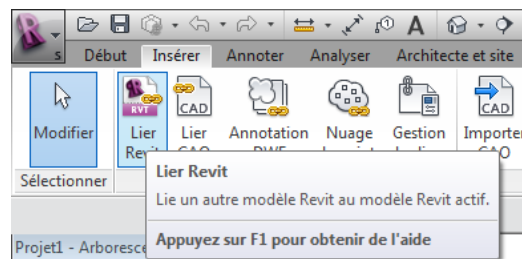 A
S
Début Insérer Annoter Analyser Architecte et site
RVT CAD CAD
Modifier Lier Lier Annotation Nuage Gestion Importer
Sélectionner
Lier Revit
Lie un autre modèle Revit au modèle Revit actif.
Appuyez sur F1 pour obtenir de l'aide
Projet1 - Arboresce